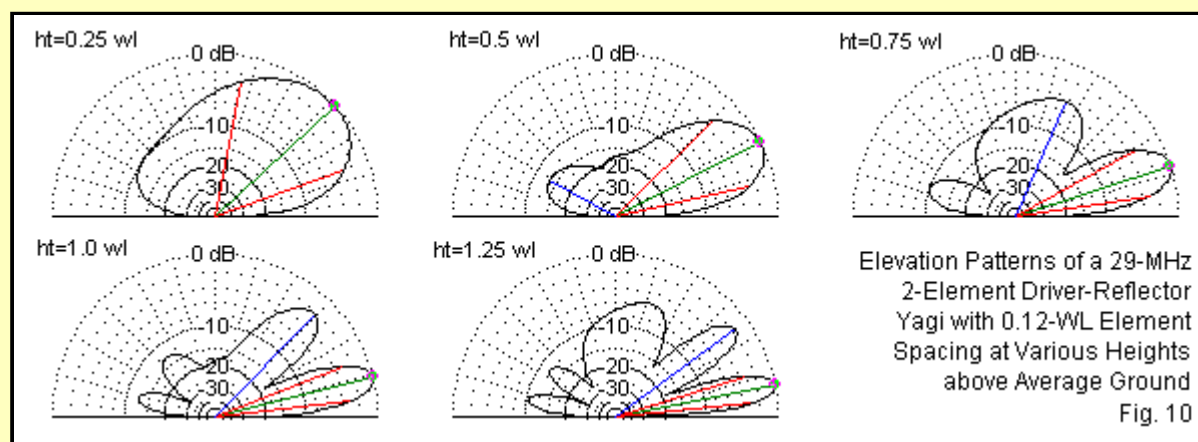 ht=0.25 wl
0 dB
-10
20
30
ht=0.5 wl
0 dB
-10
20
30
ht=0.75 wl
0 dB
-10
20
30
ht=1.0 wl
0 dB
-10
20
30
ht=1.25 wl
0 dB
-10
20
30
Elevation Patterns of a 29-MHz
2-Element Driver-Reflector
Yagi with 0.12-WL Element
Spacing at Various Heights
above Average Ground
Fig. 10